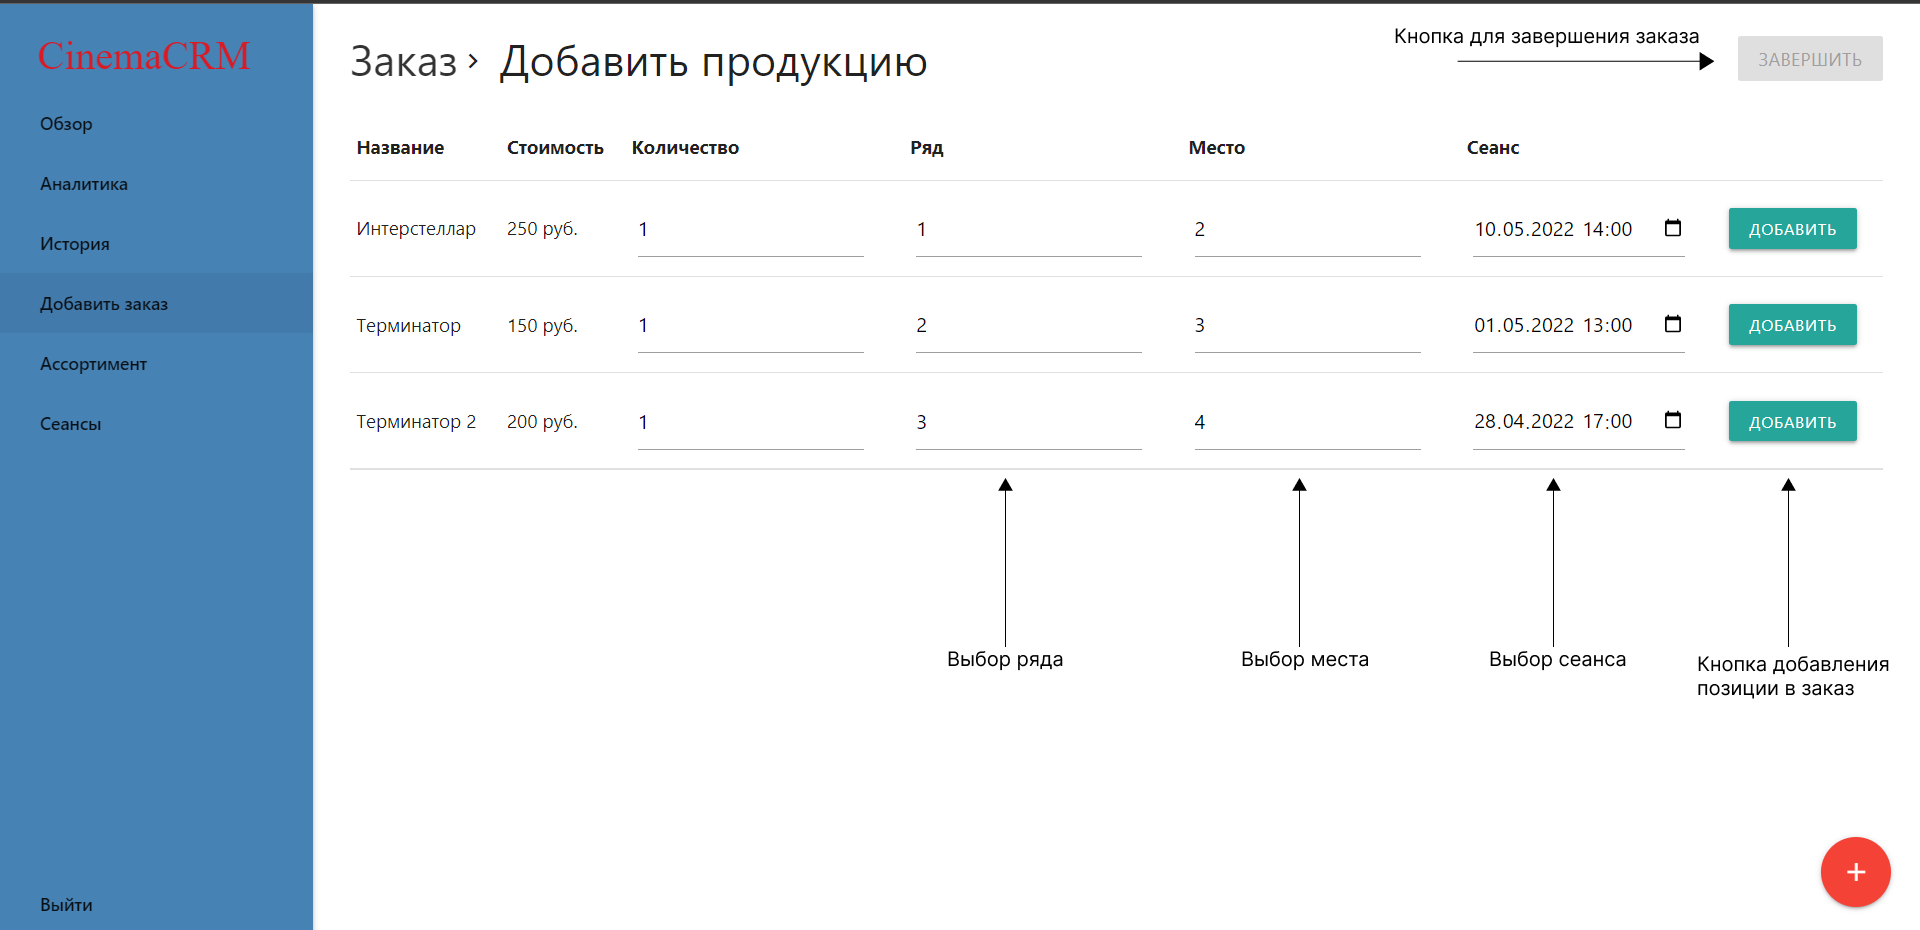 CinemaCRM
Обзор
Аналитика
История
Добавить заказ
Ассортимент
Сеансы
Выйти
Заказ › Добавить продукцию
Кнопка для завершения заказа
ЗАВЕРШИТЬ
Название Стоимость Количество Ряд Место Сеанс
Интерстеллар 250 руб. 1 1 2 10.05.2022 14:00 ДОБАВИТЬ
Терминатор 150 руб. 1 2 3 01.05.2022 13:00 ДОБАВИТЬ
Терминатор 2 200 руб. 1 3 4 28.04.2022 17:00 ДОБАВИТЬ
Выбор ряда
Выбор места
Выбор сеанса
Кнопка добавления
позиции в заказ
+